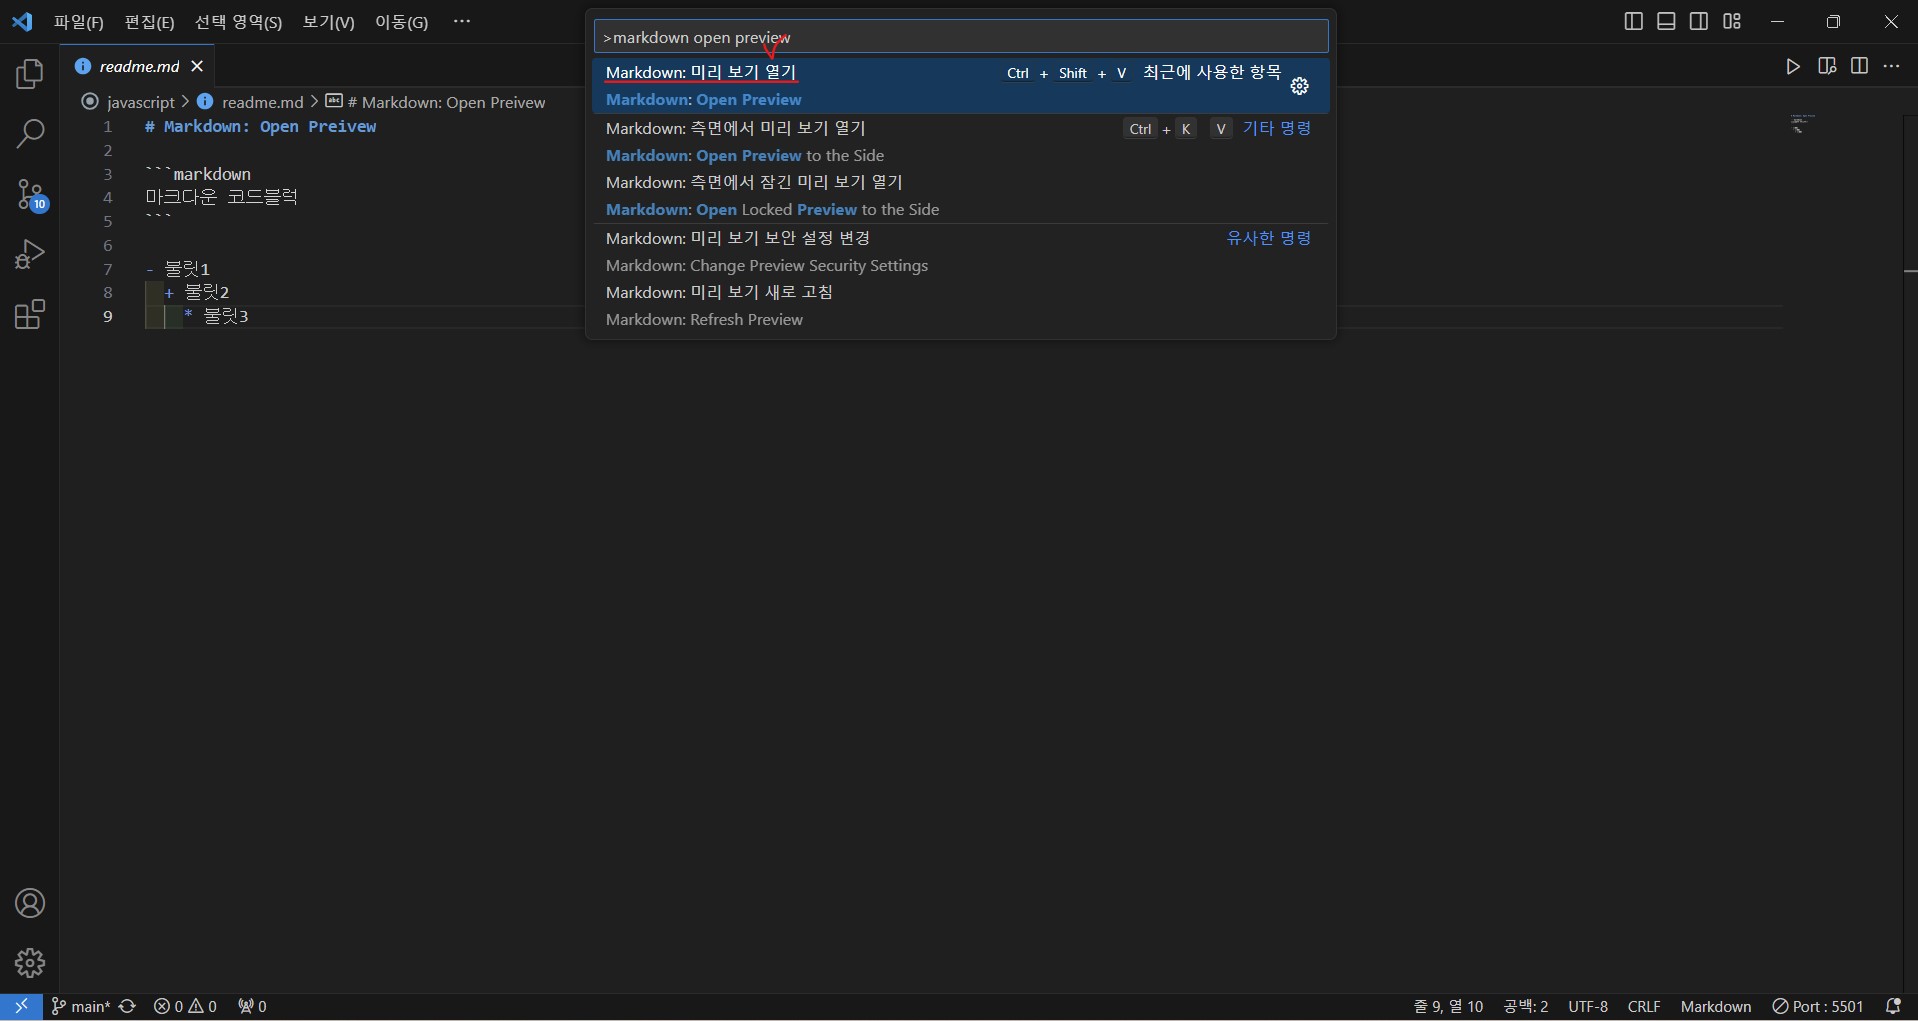 파일(F) 편집(E) 선택 영역(S) 보기(V) 이동(G) ···
>markdown open preview
readme.md
Markdown: 미리 보기 열기 Ctrl + Shift + V 최근에 사용한 항목
Markdown: Open Preview
Markdown: 측면에서 미리 보기 열기 Ctrl + K V 기타 명령
Markdown: Open Preview to the Side
Markdown: 측면에서 잠긴 미리 보기 열기
Markdown: Open Locked Preview to the Side
Markdown: 미리 보기 보안 설정 변경 유사한 명령
Markdown: Change Preview Security Settings
Markdown: 미리 보기 새로 고침
Markdown: Refresh Preview
javascript > readme.md > # Markdown: Open Preivew
1 # Markdown: Open Preivew
2
3 ```markdown
4 마크다운 코드블럭
5 ```
6
7 - 불릿1
8 + 불릿2
9 * 불릿3
10
main* 0 0 0 줄 9, 열 10 공백: 2 UTF-8 CRLF Markdown Port : 5501